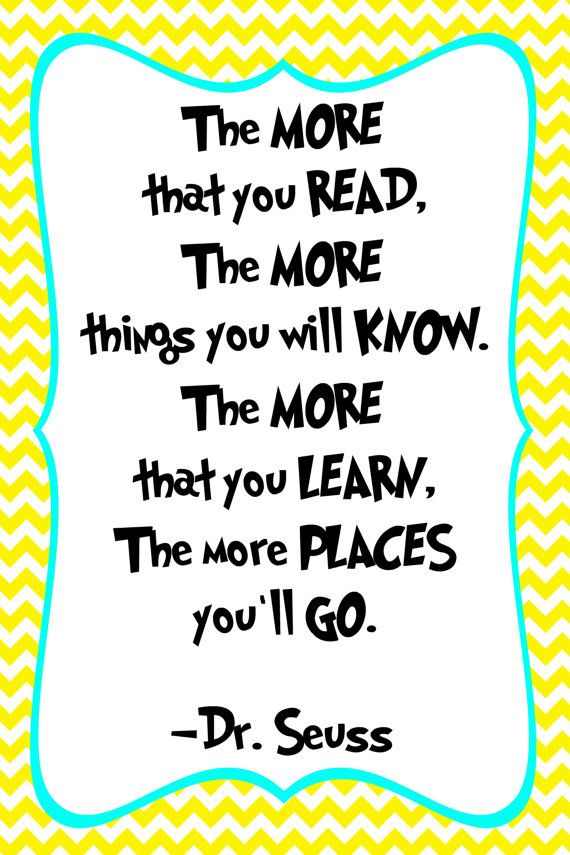 The MORE
that you READ,
The MORE
things you will KNOW.
The MORE
that you LEARN,
The more PLACES
you'll GO.
-Dr. Seuss